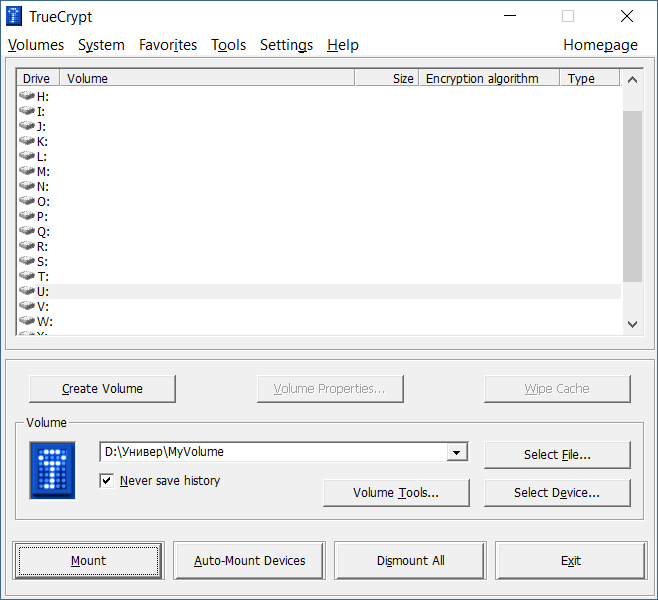 TrueCrypt
Volumes System Favorites Tools Settings Help Homepage
Drive Volume Size Encryption algorithm Type
H:
I:
J:
K:
L:
M:
N:
O:
P:
Q:
R:
S:
T:
U:
V:
W:
Create Volume Volume Properties... Wipe Cache
Volume
D:\Универ\MyVolume Select File...
Never save history
Volume Tools... Select Device...
Mount Auto-Mount Devices Dismount All Exit